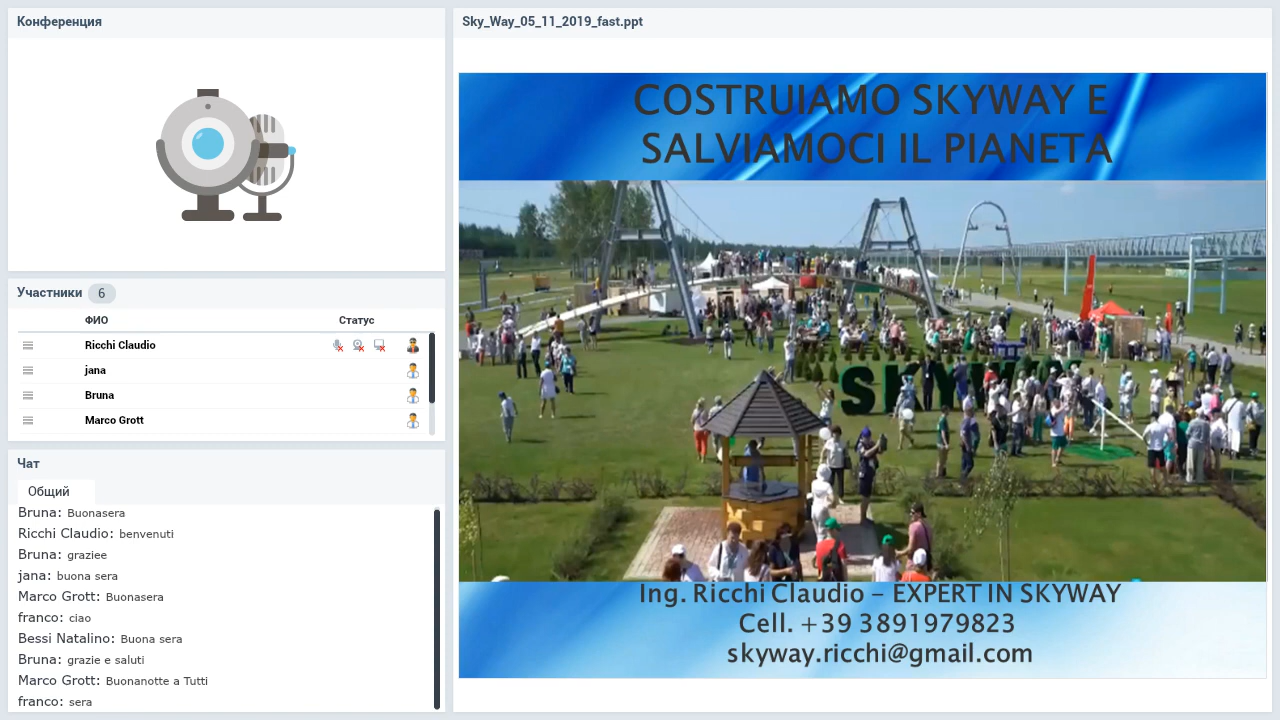 Конференция
Участники 6
ФИО Статус
Ricchi Claudio
jana
Bruna
Marco Grott
Чат
Общий
Bruna: Buonasera
Ricchi Claudio: benvenuti
Bruna: graziee
jana: buona sera
Marco Grott: Buonasera
franco: ciao
Bessi Natalino: Buona sera
Bruna: grazie e saluti
Marco Grott: Buonanotte a Tutti
franco: sera
Sky_Way_05_11_2019_fast.ppt
COSTRUIAMO SKYWAY E
SALVIAMOCI IL PIANETA
SKYWAY
Ing. Ricchi Claudio – EXPERT IN SKYWAY
Cell. +39 3891979823
skyway.ricchi@gmail.com